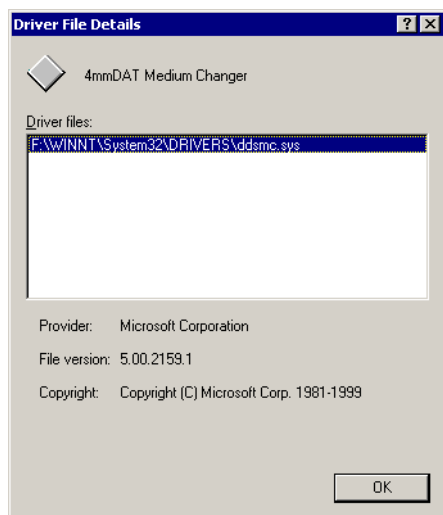 Driver File Details
4mmDAT Medium Changer
Driver files:
F:\WINNT\System32\DRIVERS\ddsmc.sys
Provider: Microsoft Corporation
File version: 5.00.2159.1
Copyright: Copyright (C) Microsoft Corp. 1981-1999
OK